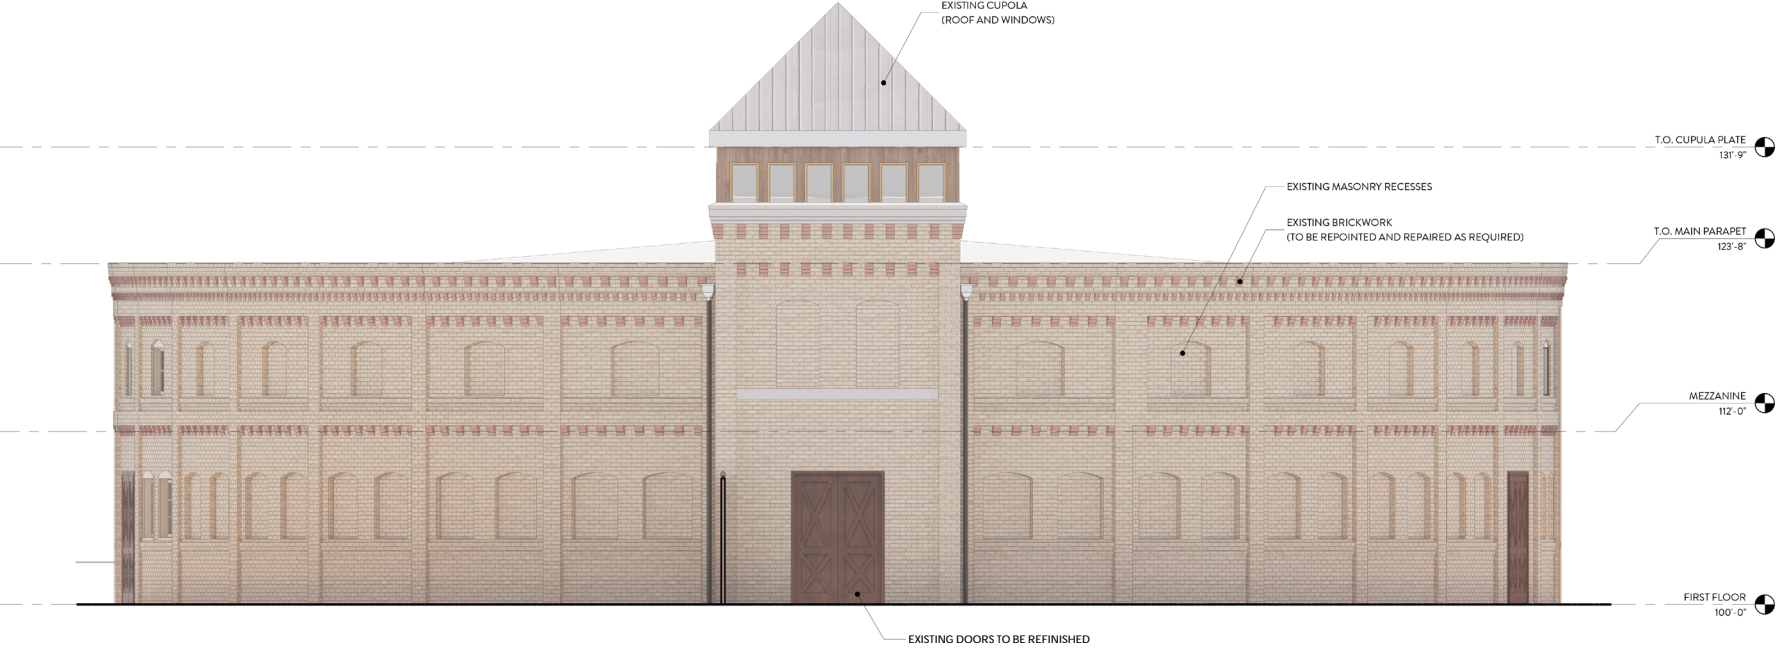 EXISTING CUPOLA
(ROOF AND WINDOWS)
T.O. CUPULA PLATE
131'-9"
EXISTING MASONRY RECESSES
EXISTING BRICKWORK
(TO BE REPOINTED AND REPAIRED AS REQUIRED)
T.O. MAIN PARAPET
123'-8"
MEZZANINE
112'-0"
FIRST FLOOR
100'-0"
EXISTING DOORS TO BE REFINISHED